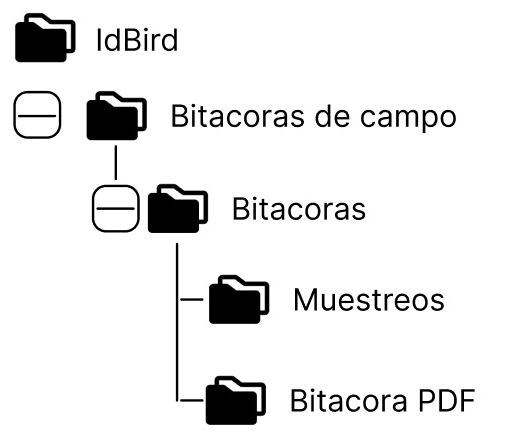 IdBird
Bitacoras de campo
Bitacoras
Muestreos
Bitacora PDF